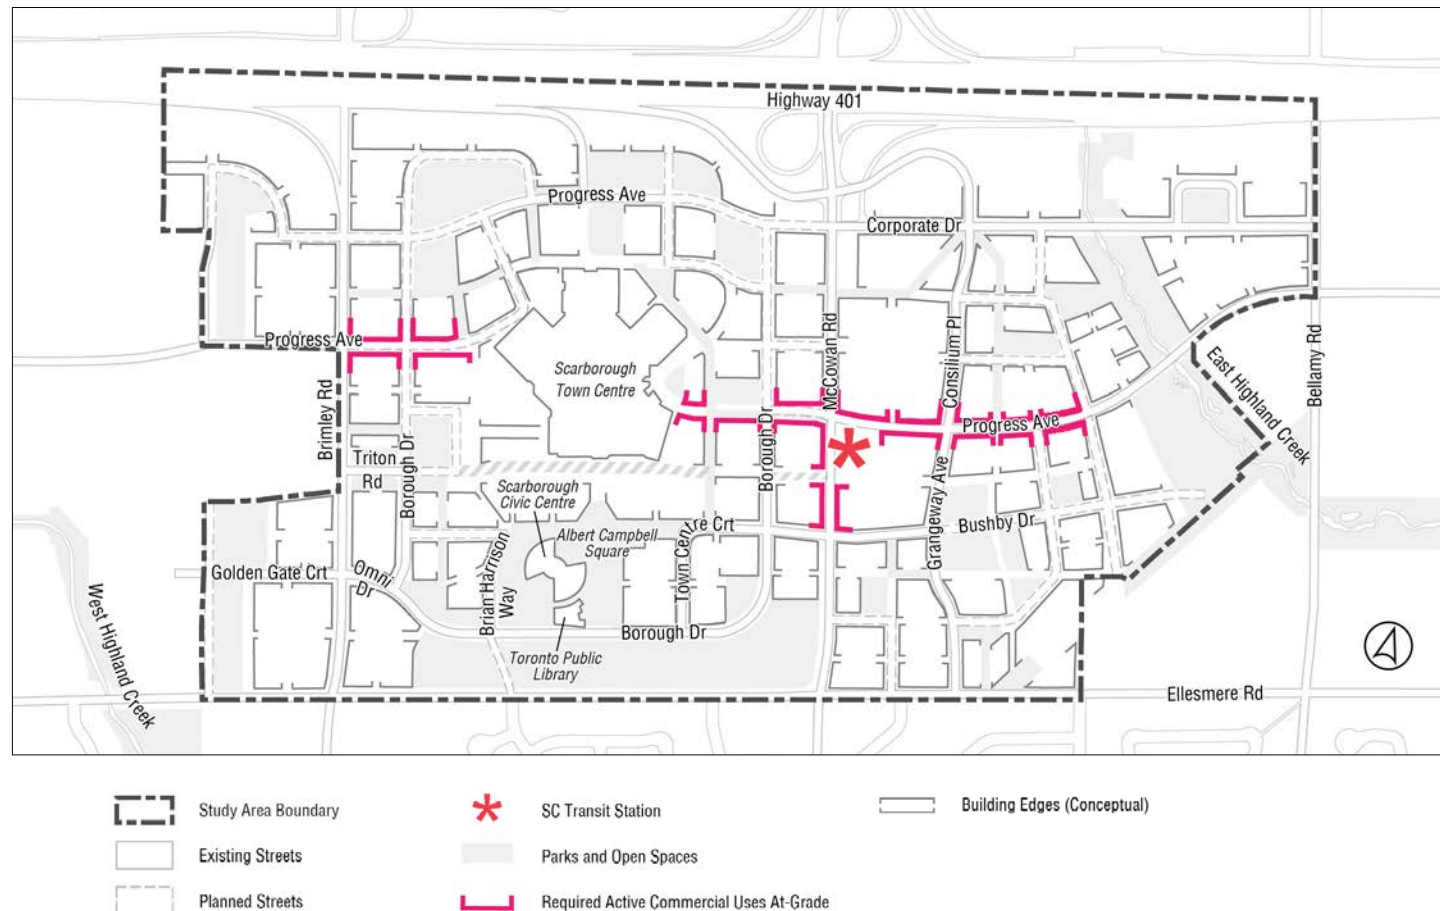 Highway 401
Progress Ave
Corporate Dr
Progress Ave
Scarborough
Town Centre
McCowan Rd
Consilium Pl
Brimley Rd
Bellamy Rd
East Highland Creek
Progress Ave
Borough Dr
Borough Dr
Triton
Rd
Scarborough
Civic Centre
Albert Campbell
Square
Town Centre Crt
Grangeway Ave
Bushby Dr
Golden Gate Crt
Omni
Dr
Brian Harrison
Way
Borough Dr
Toronto Public
Library
West Highland Creek
Ellesmere Rd
Study Area Boundary
SC Transit Station
Building Edges (Conceptual)
Existing Streets
Parks and Open Spaces
Planned Streets
Required Active Commercial Uses At-Grade